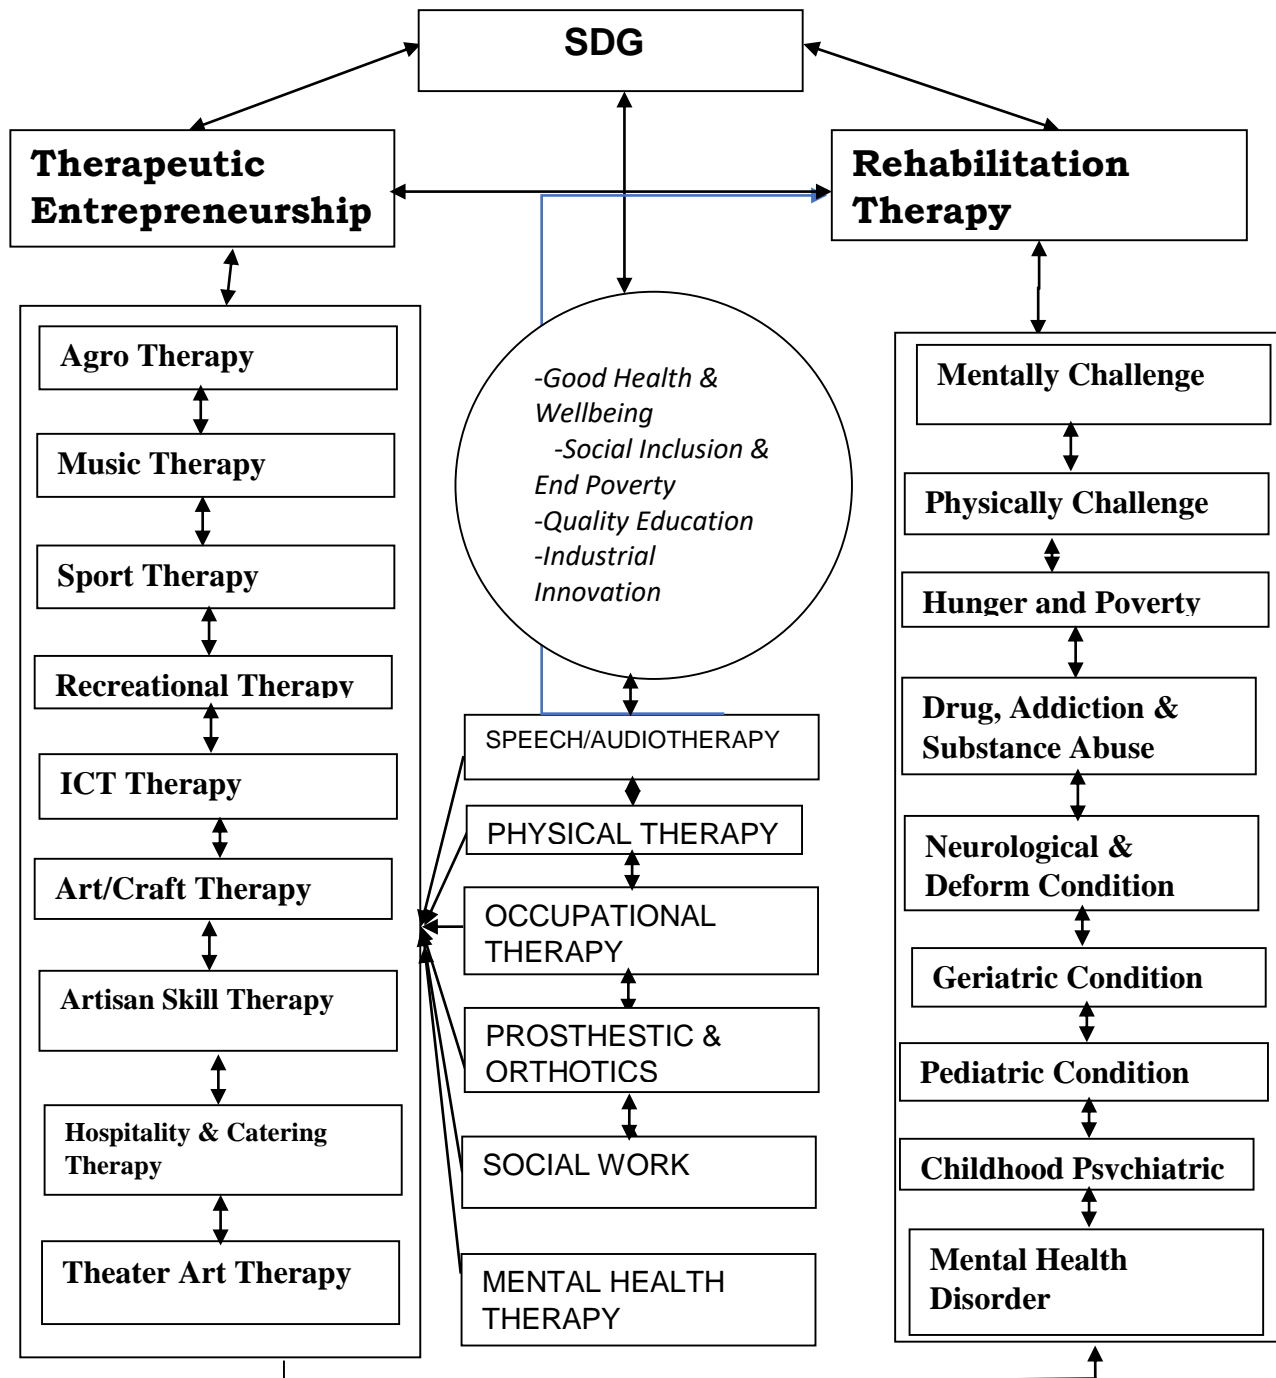 SDG
Therapeutic
Entrepreneurship
Rehabilitation
Therapy
Agro Therapy
Music Therapy
Sport Therapy
Recreational Therapy
ICT Therapy
Art/Craft Therapy
Artisan Skill Therapy
Hospitality & Catering
Therapy
Theater Art Therapy
-Good Health &
Wellbeing
-Social Inclusion &
End Poverty
-Quality Education
-Industrial
Innovation
SPEECH/AUDIOTHERAPY
PHYSICAL THERAPY
OCCUPATIONAL
THERAPY
PROSTHESTIC &
ORTHOTICS
SOCIAL WORK
MENTAL HEALTH
THERAPY
Mentally Challenge
Physically Challenge
Hunger and Poverty
Drug, Addiction &
Substance Abuse
Neurological &
Deform Condition
Geriatric Condition
Pediatric Condition
Childhood Psychiatric
Mental Health
Disorder